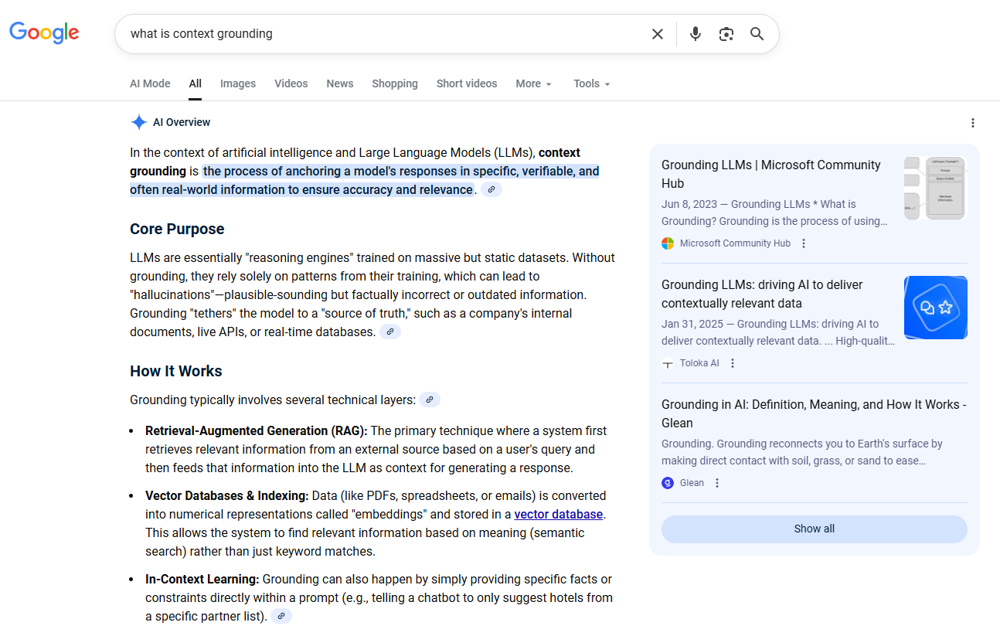 Google
what is context grounding
AI Mode
All
Images
Videos
News
Shopping
Short videos
More
Tools
AI Overview
In the context of artificial intelligence and Large Language Models (LLMs), context
grounding is the process of anchoring a model's responses in specific, verifiable, and
often real-world information to ensure accuracy and relevance.
Core Purpose
LLMs are essentially "reasoning engines" trained on massive but static datasets. Without
grounding, they rely solely on patterns from their training, which can lead to
"hallucinations"—plausible-sounding but factually incorrect or outdated information.
Grounding "tethers" the model to a "source of truth," such as a company's internal
documents, live APIs, or real-time databases.
How It Works
Grounding typically involves several technical layers:
• Retrieval-Augmented Generation (RAG): The primary technique where a system first
retrieves relevant information from an external source based on a user's query and
then feeds that information into the LLM as context for generating a response.
• Vector Databases & Indexing: Data (like PDFs, spreadsheets, or emails) is converted
into numerical representations called "embeddings" and stored in a vector database.
This allows the system to find relevant information based on meaning (semantic
search) rather than just keyword matches.
• In-Context Learning: Grounding can also happen by simply providing specific facts or
constraints directly within a prompt (e.g., telling a chatbot to only suggest hotels from
a specific partner list).
Grounding LLMs | Microsoft Community
Hub
Jun 8, 2023 — Grounding LLMs * What is
Grounding? Grounding is the process of using...
Microsoft Community Hub
Grounding LLMs: driving AI to deliver
contextually relevant data
Jan 31, 2025 — Grounding LLMs: driving AI to
deliver contextually relevant data. ... High-qualit...
Toloka AI
Grounding in AI: Definition, Meaning, and How It Works -
Glean
Grounding. Grounding reconnects you to Earth's surface by
making direct contact with soil, grass, or sand to ease...
Glean
Show all